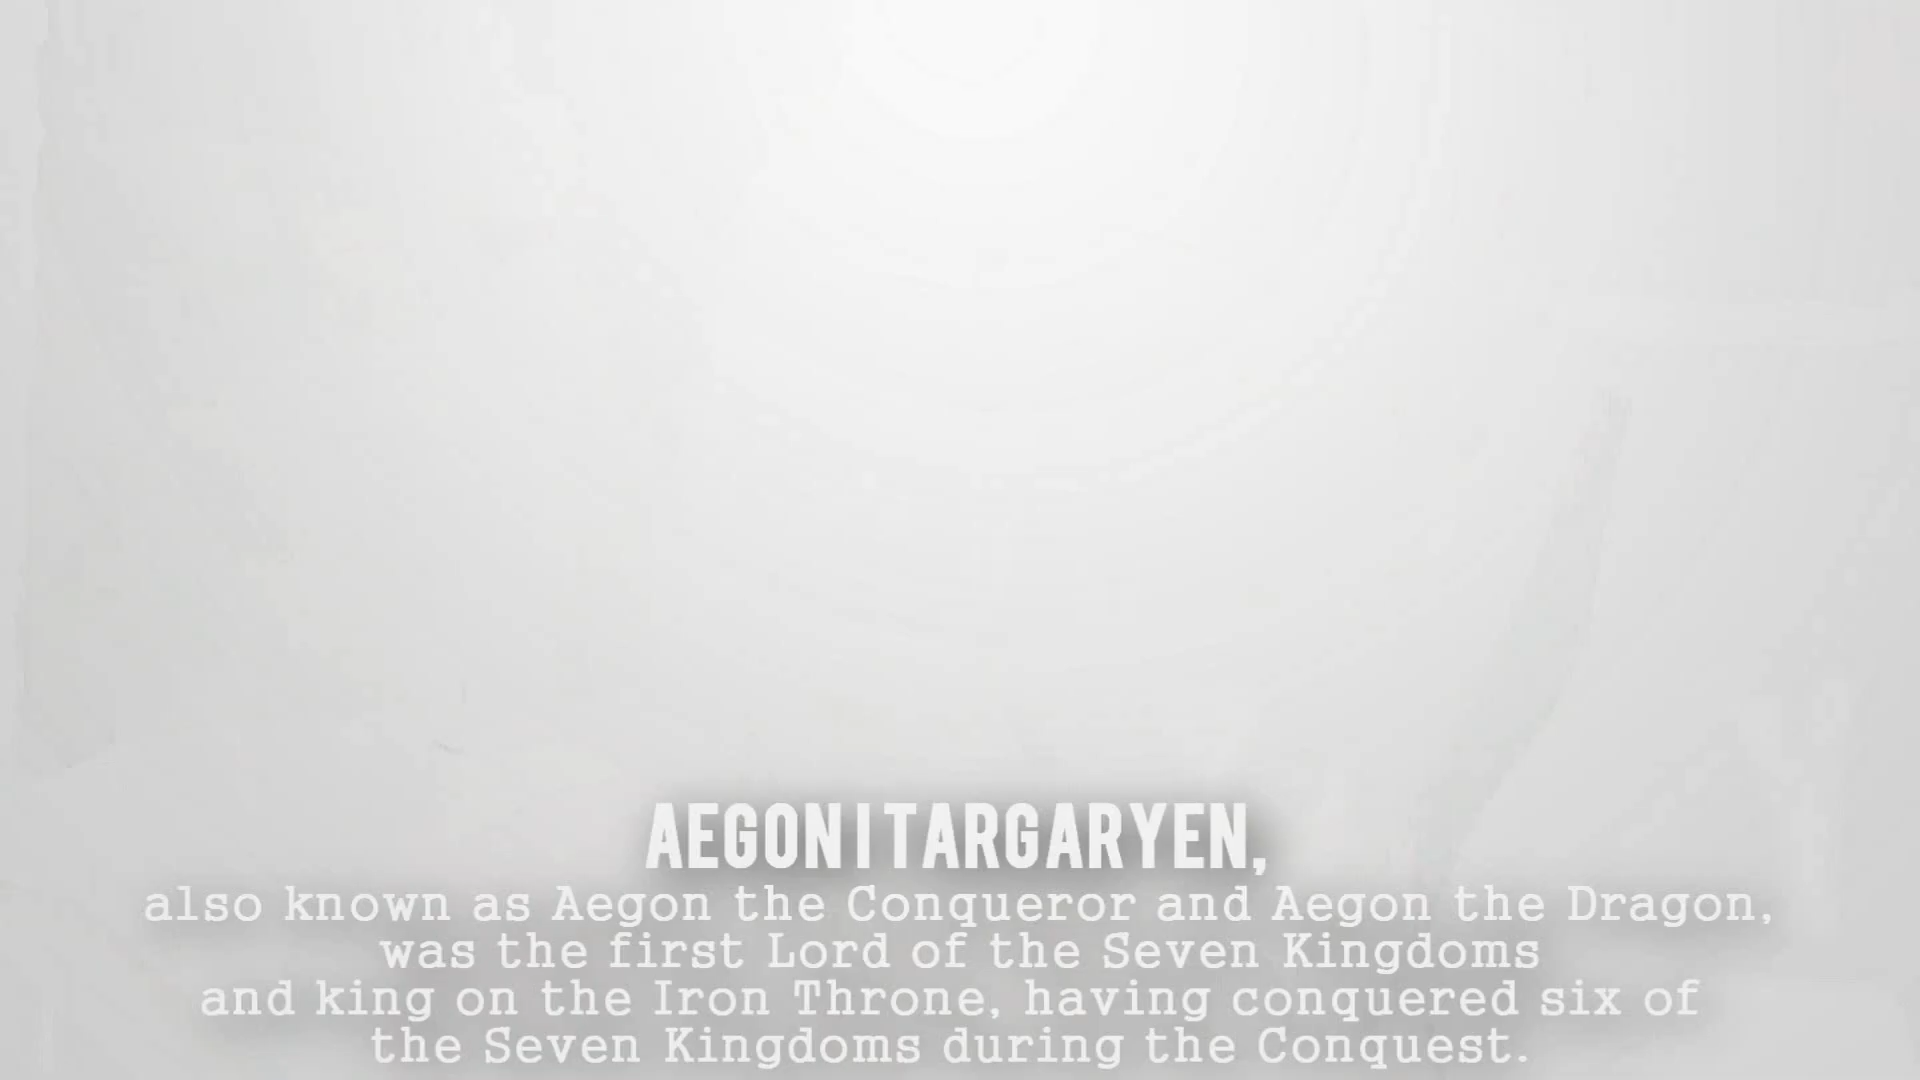 AEGON I TARGARYEN,
also known as Aegon the Conqueror and Aegon the Dragon,
was the first Lord of the Seven Kingdoms
and king on the Iron Throne, having conquered six of
the Seven Kingdoms during the Conquest.